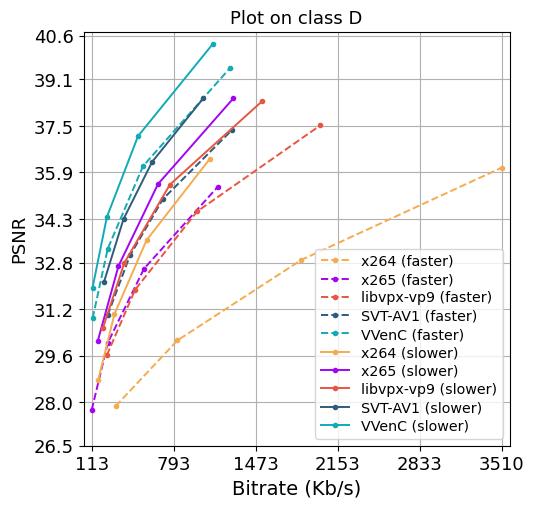 Plot on class D
40.6
39.1
37.5
35.9
34.3
32.8
31.2
29.6
28.0
26.5
PSNR
x264 (faster)
x265 (faster)
libvpx-vp9 (faster)
SVT-AV1 (faster)
VVenC (faster)
x264 (slower)
x265 (slower)
libvpx-vp9 (slower)
SVT-AV1 (slower)
VVenC (slower)
113 793 1473 2153 2833 3510
Bitrate (Kb/s)